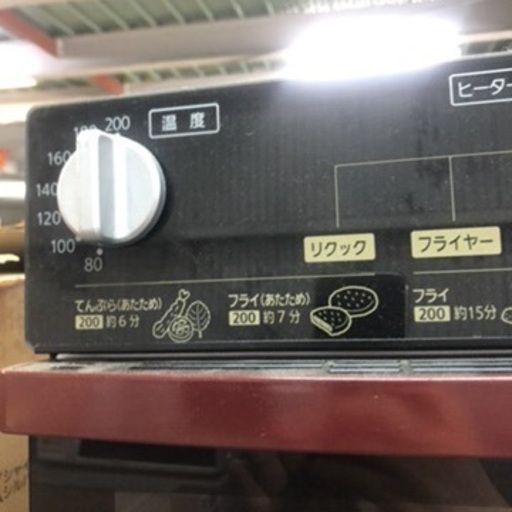 温度
ヒータ
200
180
160
140
120
100
80
リクック
フライヤー
てんぷら(あたため)
200 約6分
フライ(あたため)
200 約7分
フライ
200 約15分